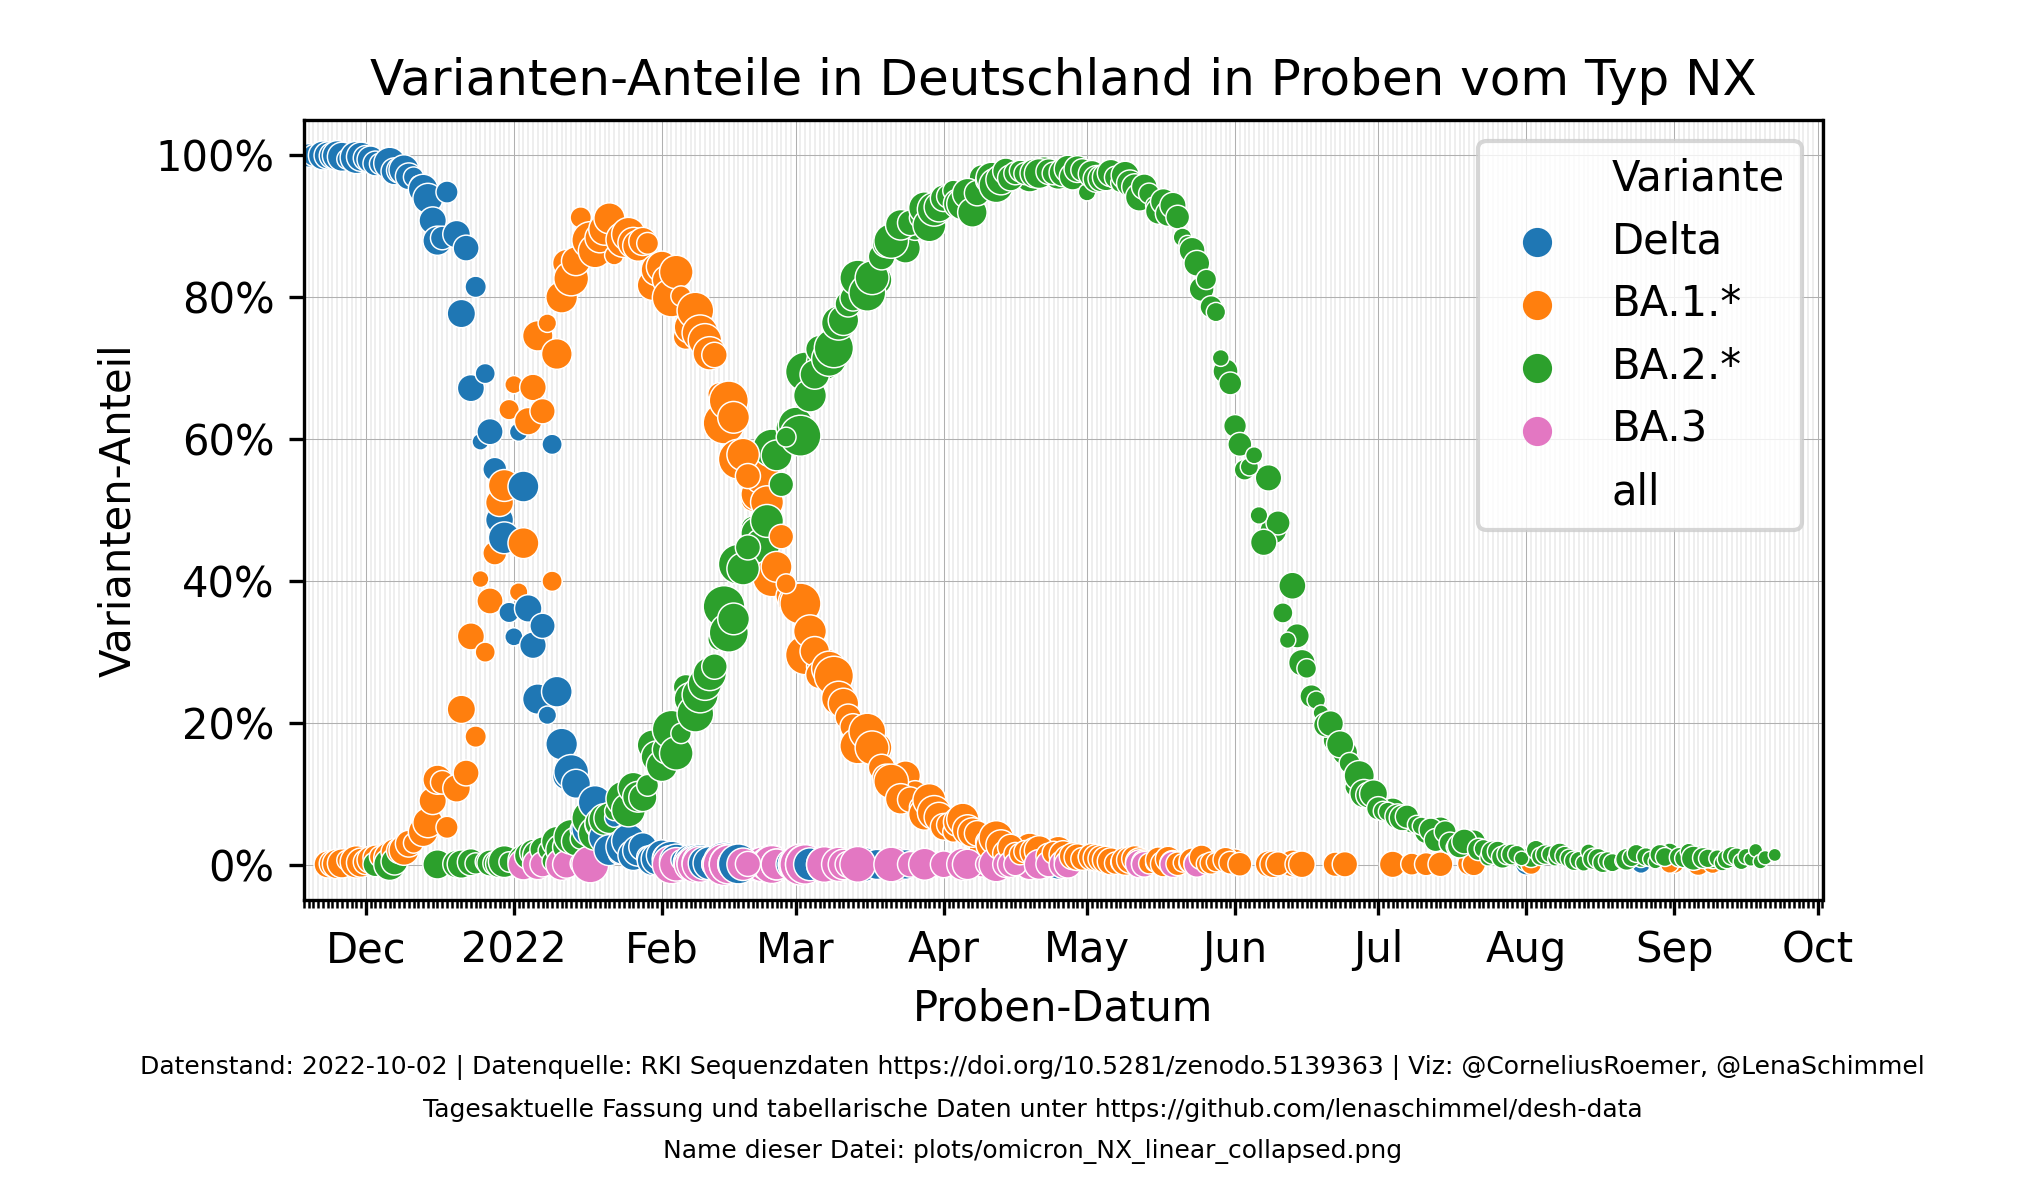 Varianten-Anteile in Deutschland in Proben vom Typ NX
Varianten-Anteil
100%
80%
60%
40%
20%
0%
Variante
Delta
BA.1.*
BA.2.*
BA.3
all
Dec 2022 Feb Mar Apr May Jun Jul Aug Sep Oct
Proben-Datum
Datenstand: 2022-10-02 | Datenquelle: RKI Sequenzdaten https://doi.org/10.5281/zenodo.5139363 | Viz: @CorneliusRoemer, @LenaSchimmel
Tagesaktuelle Fassung und tabellarische Daten unter https://github.com/lenaschimmel/desh-data
Name dieser Datei: plots/omicron_NX_linear_collapsed.png